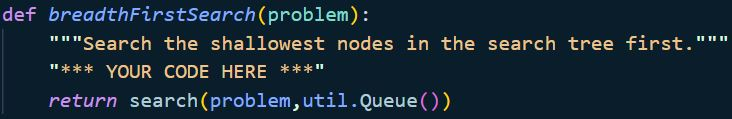 def breadthFirstSearch(problem):
    """Search the shallowest nodes in the search tree first."""
    "*** YOUR CODE HERE ***"
    return search(problem,util.Queue())